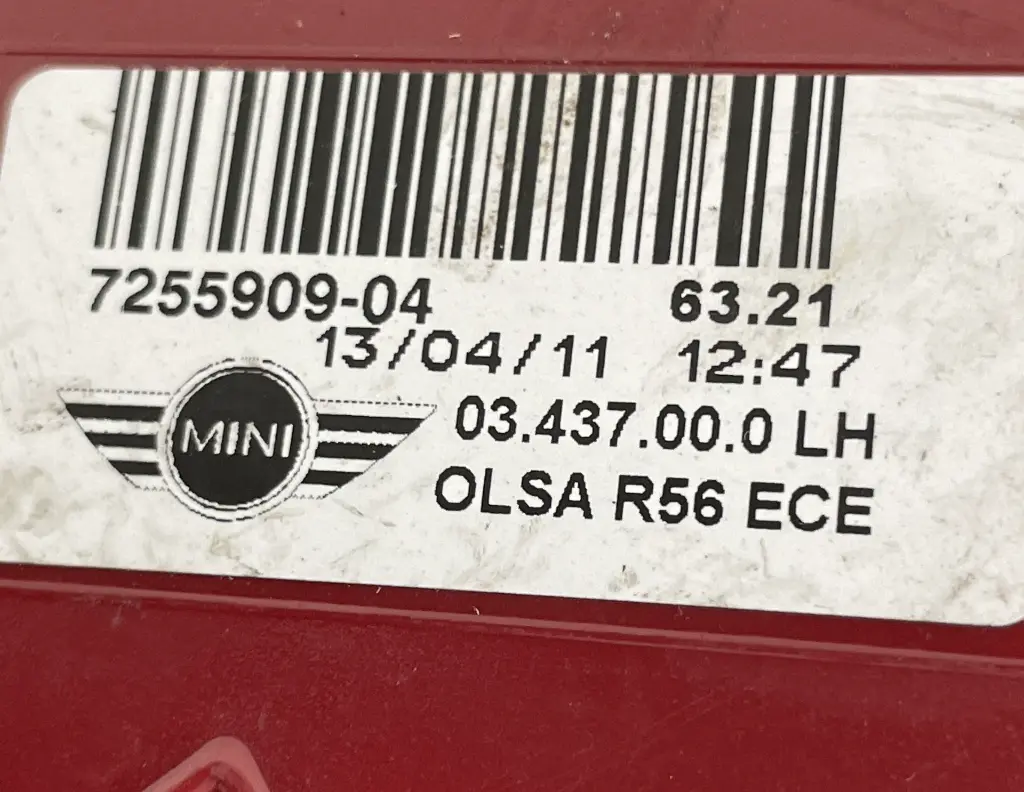 7255909-04 63.21
13/04/11 12:47
MINI
03.437.00.0 LH
OLSA R56 ECE